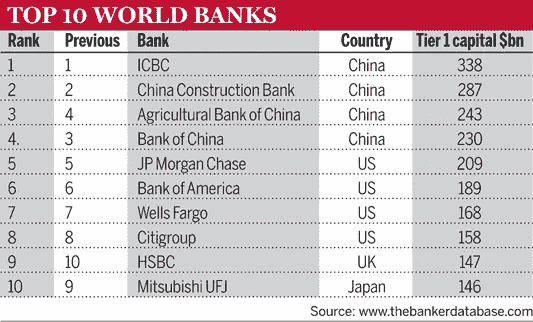 TOP 10 WORLD BANKS
Rank Previous Bank Country Tier 1 capital $bn
1 1 ICBC China 338
2 2 China Construction Bank China 287
3 4 Agricultural Bank of China China 243
4. 3 Bank of China China 230
5 5 JP Morgan Chase US 209
6 6 Bank of America US 189
7 7 Wells Fargo US 168
8 8 Citigroup US 158
9 10 HSBC UK 147
10 9 Mitsubishi UFJ Japan 146
Source: www.thebankerdatabase.com